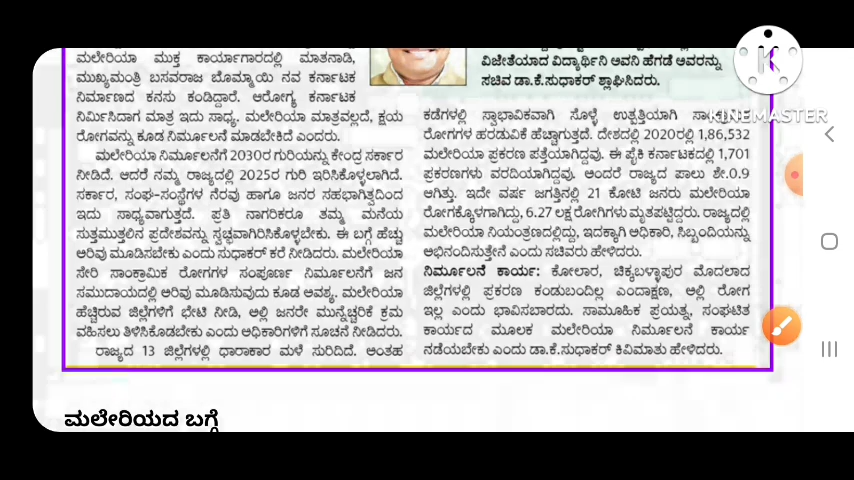 ಮಲೇರಿಯಾ ಮುಕ್ತ ಕಾರ್ಯಾಗಾರದಲ್ಲಿ ಮಾತನಾಡಿ,
ಮುಖ್ಯಮಂತ್ರಿ ಬಸವರಾಜ ಬೊಮ್ಮಾಯಿ ನವ ಕರ್ನಾಟಕ
ನಿರ್ಮಾಣದ ಕನಸು ಕಂಡಿದ್ದಾರೆ. ಆರೋಗ್ಯ ಕರ್ನಾಟಕ
ನಿರ್ಮಿಸಿದಾಗ ಮಾತ್ರ ಇದು ಸಾಧ್ಯ. ಮಲೇರಿಯಾ ಮಾತ್ರವಲ್ಲದೆ, ಕ್ಷಯ
ರೋಗವನ್ನು ಕೂಡ ನಿರ್ಮೂಲನೆ ಮಾಡಬೇಕಿದೆ ಎಂದರು.
ಮಲೇರಿಯಾ ನಿರ್ಮೂಲನೆಗೆ 2030ರ ಗುರಿಯನ್ನು ಕೇಂದ್ರ ಸರ್ಕಾರ
ನೀಡಿದೆ. ಆದರೆ ನಮ್ಮ ರಾಜ್ಯದಲ್ಲಿ 2025ರ ಗುರಿ ಇರಿಸಿಕೊಳ್ಳಲಾಗಿದೆ.
ಸರ್ಕಾರ, ಸಂಘ-ಸಂಸ್ಥೆಗಳ ನೆರವು ಹಾಗೂ ಜನರ ಸಹಭಾಗಿತ್ವದಿಂದ
ಇದು ಸಾಧ್ಯವಾಗುತ್ತದೆ. ಪ್ರತಿ ನಾಗರಿಕರೂ ತಮ್ಮ ಮನೆಯ
ಸುತ್ತಮುತ್ತಲಿನ ಪ್ರದೇಶವನ್ನು ಸ್ವಚ್ಛವಾಗಿರಿಸಿಕೊಳ್ಳಬೇಕು. ಈ ಬಗ್ಗೆ ಹೆಚ್ಚು
ಅರಿವು ಮೂಡಿಸಬೇಕು ಎಂದು ಸುಧಾಕರ್ ಕರೆ ನೀಡಿದರು. ಮಲೇರಿಯಾ
ಸೇರಿ ಸಾಂಕ್ರಾಮಿಕ ರೋಗಗಳ ಸಂಪೂರ್ಣ ನಿರ್ಮೂಲನೆಗೆ ಜನ
ಸಮುದಾಯದಲ್ಲಿ ಅರಿವು ಮೂಡಿಸುವುದು ಕೂಡ ಅವಶ್ಯ. ಮಲೇರಿಯಾ
ಹೆಚ್ಚಿರುವ ಜಿಲ್ಲೆಗಳಿಗೆ ಭೇಟಿ ನೀಡಿ, ಅಲ್ಲಿ ಜನರೇ ಮುನ್ನೆಚ್ಚರಿಕೆ ಕ್ರಮ
ವಹಿಸಲು ತಿಳಿಸಿಕೊಡಬೇಕು ಎಂದು ಅಧಿಕಾರಿಗಳಿಗೆ ಸೂಚನೆ ನೀಡಿದರು.
ರಾಜ್ಯದ 13 ಜಿಲ್ಲೆಗಳಲ್ಲಿ ಧಾರಾಕಾರ ಮಳೆ ಸುರಿದಿದೆ. ಅಂತಹ
ವಿಜೇತೆಯಾದ ವಿದ್ಯಾರ್ಥಿನಿ ಅವನಿ ಹೆಗಡೆ ಅವರನ್ನು
ಸಚಿವ ಡಾ.ಕೆ.ಸುಧಾಕರ್ ಶ್ಲಾಘಿಸಿದರು.
ಕಡೆಗಳಲ್ಲಿ ಸ್ವಾಭಾವಿಕವಾಗಿ ಸೊಳ್ಳೆ ಉತ್ಪತ್ತಿಯಾಗಿ
ರೋಗಗಳ ಹರಡುವಿಕೆ ಹೆಚ್ಚಾಗುತ್ತದೆ. ದೇಶದಲ್ಲಿ 2020ರಲ್ಲಿ 1,86,532
ಮಲೇರಿಯಾ ಪ್ರಕರಣ ಪತ್ತೆಯಾಗಿದ್ದವು. ಈ ಪೈಕಿ ಕರ್ನಾಟಕದಲ್ಲಿ 1,701
ಪ್ರಕರಣಗಳು ವರದಿಯಾಗಿದ್ದವು. ಅಂದರೆ ರಾಜ್ಯದ ಪಾಲು ಶೇ.0.9
ಆಗಿತ್ತು. ಇದೇ ವರ್ಷ ಜಗತ್ತಿನಲ್ಲಿ 21 ಕೋಟಿ ಜನರು ಮಲೇರಿಯಾ
ರೋಗಕ್ಕೊಳಗಾಗಿದ್ದು, 6.27 ಲಕ್ಷ ರೋಗಿಗಳು ಮೃತಪಟ್ಟಿದ್ದರು. ರಾಜ್ಯದಲ್ಲಿ
ಮಲೇರಿಯಾ ನಿಯಂತ್ರಣದಲ್ಲಿದ್ದು, ಇದಕ್ಕಾಗಿ ಅಧಿಕಾರಿ, ಸಿಬ್ಬಂದಿಯನ್ನು
ಅಭಿನಂದಿಸುತ್ತೇನೆ ಎಂದು ಸಚಿವರು ಹೇಳಿದರು.
ನಿರ್ಮೂಲನೆ ಕಾರ್ಯ: ಕೋಲಾರ, ಚಿಕ್ಕಬಳ್ಳಾಪುರ ಮೊದಲಾದ
ಜಿಲ್ಲೆಗಳಲ್ಲಿ ಪ್ರಕರಣ ಕಂಡುಬಂದಿಲ್ಲ ಎಂದಾಕ್ಷಣ, ಅಲ್ಲಿ ರೋಗ
ಇಲ್ಲ ಎಂದು ಭಾವಿಸಬಾರದು. ಸಾಮೂಹಿಕ ಪ್ರಯತ್ನ, ಸಂಘಟಿತ
ಕಾರ್ಯದ ಮೂಲಕ ಮಲೇರಿಯಾ ನಿರ್ಮೂಲನೆ ಕಾರ್ಯ
ನಡೆಯಬೇಕು ಎಂದು ಡಾ.ಕೆ.ಸುಧಾಕರ್ ಕಿವಿಮಾತು ಹೇಳಿದರು.
KINEMASTER
ಮಲೇರಿಯದ ಬಗ್ಗೆ